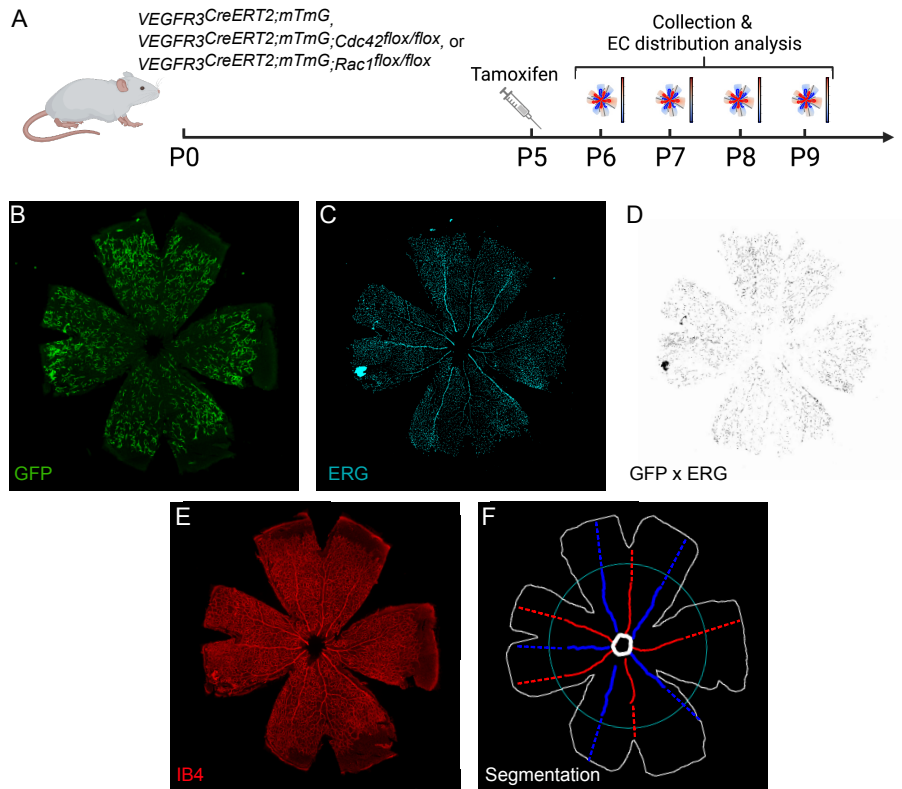 A
VEGFR3CreERT2;mTmG,
VEGFR3CreERT2;mTmG;Cdc42flox/flox, or
VEGFR3CreERT2;mTmG;Rac1flox/flox
Collection &
EC distribution analysis
Tamoxifen
P0 P5 P6 P7 P8 P9
B C D
GFP ERG GFP x ERG
E F
IB4 Segmentation